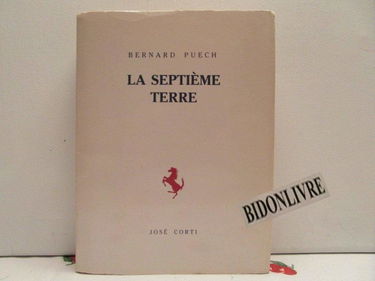 BERNARD PUECH
LA SEPTIÈME
TERRE
BIDONLIVRE
JOSÉ CORTI